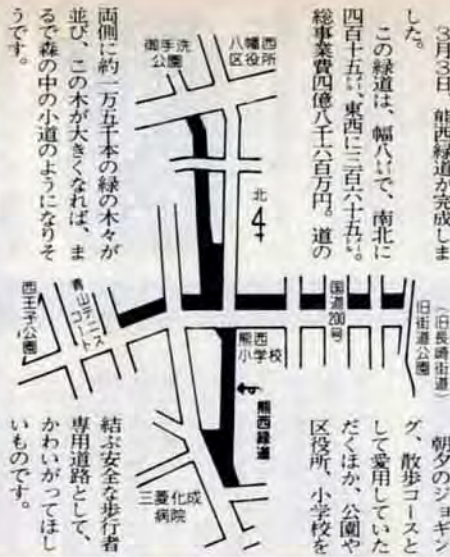 3月3日、熊西緑道が完成しま
した。
この緑道は、幅八㍍で、南北に
四百十五㍍、東西に三百六十五㍍。
総事業費四億八千六百万円。道の
両側に約一万五千本の緑の木々が
並び、この木が大きくなれば、ま
るで森の中の小道のようになりそ
うです。
朝夕のジョギン
グ、散歩コースと
して愛用していた
だくほか、公園や
区役所、小学校を
結ぶ安全な歩行者
専用道路として、
かわいがってほし
いものです。
御手洗
公園
八幡西
区役所
北
4
(旧長崎街道)
旧街道公園
国道200号
熊西
小学校
熊西緑道
青山テニス
コート
西王子公園
三菱化成
病院